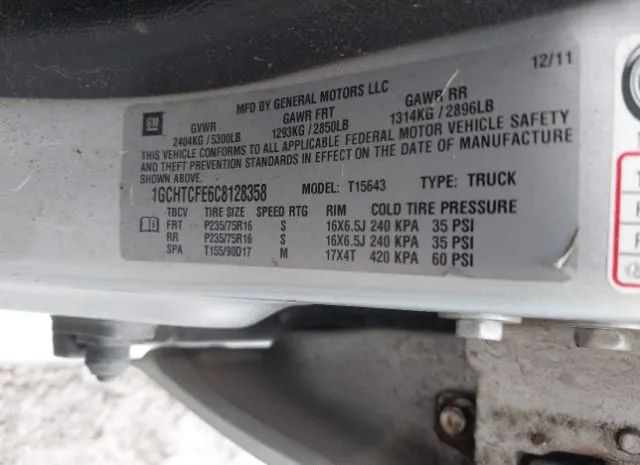 12/11
MFD BY GENERAL MOTORS LLC
GM GVWR GAWR FRT GAWR RR
2404KG / 5300LB 1293KG / 2850LB 1314KG / 2896LB
THIS VEHICLE CONFORMS TO ALL APPLICABLE FEDERAL MOTOR VEHICLE SAFETY
AND THEFT PREVENTION STANDARDS IN EFFECT ON THE DATE OF MANUFACTURE
SHOWN ABOVE.
1GCHTCFE6C8128358 MODEL: T15643 TYPE: TRUCK
TBCV TIRE SIZE SPEED RTG RIM COLD TIRE PRESSURE
FRT P235/75R16 S 16X6.5J 240 KPA 35 PSI
RR P235/75R16 S 16X6.5J 240 KPA 35 PSI
SPA T155/90D17 M 17X4T 420 KPA 60 PSI